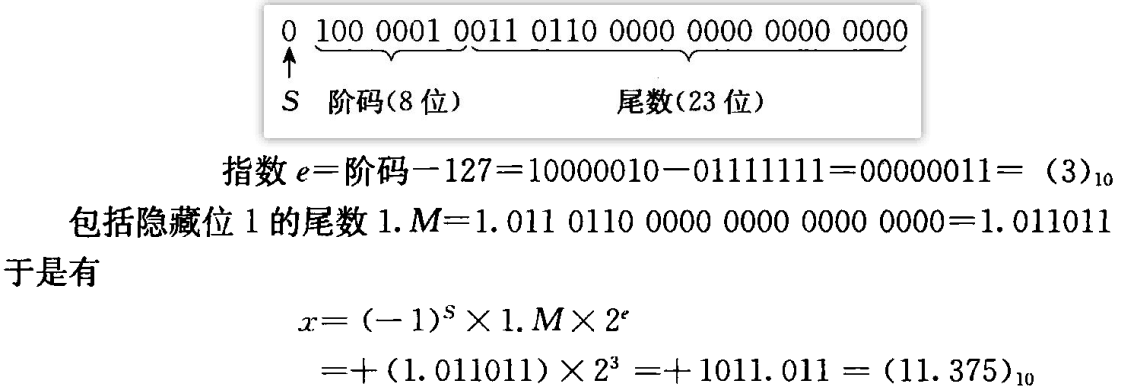 0 100 0001 0011 0110 0000 0000 0000 0000
S 阶码(8位) 尾数(23位)
指数 e=阶码−127=10000010−01111111=00000011= (3)₁₀
包括隐藏位 1 的尾数 1. M=1. 011 0110 0000 0000 0000 0000=1. 011011
于是有
x= (−1)ˢ × 1. M × 2ᵉ
=+ (1. 011011) × 2³ =+ 1011. 011 = (11. 375)₁₀